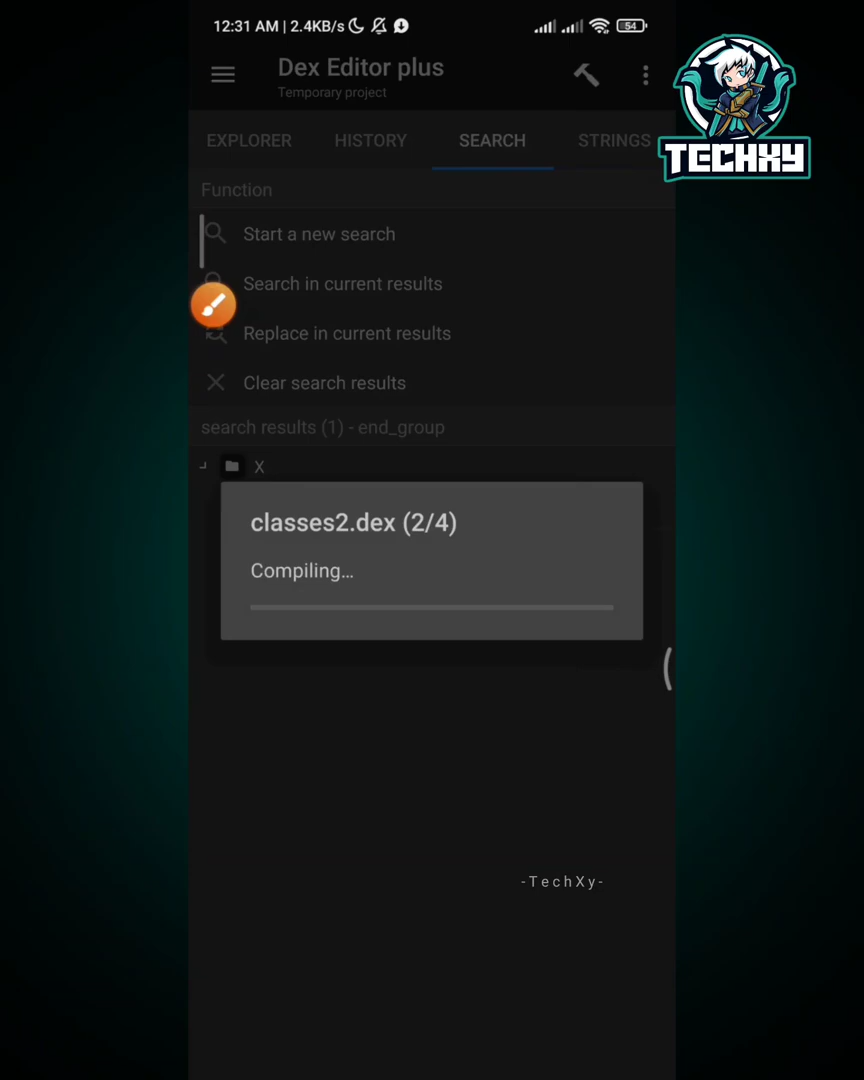 12:31 AM | 2.4KB/s
54
Dex Editor plus
Temporary project
TECHXY
EXPLORER HISTORY SEARCH STRINGS
Function
Start a new search
Search in current results
Replace in current results
Clear search results
search results (1) - end_group
X
classes2.dex (2/4)
Compiling...
-TechXy-